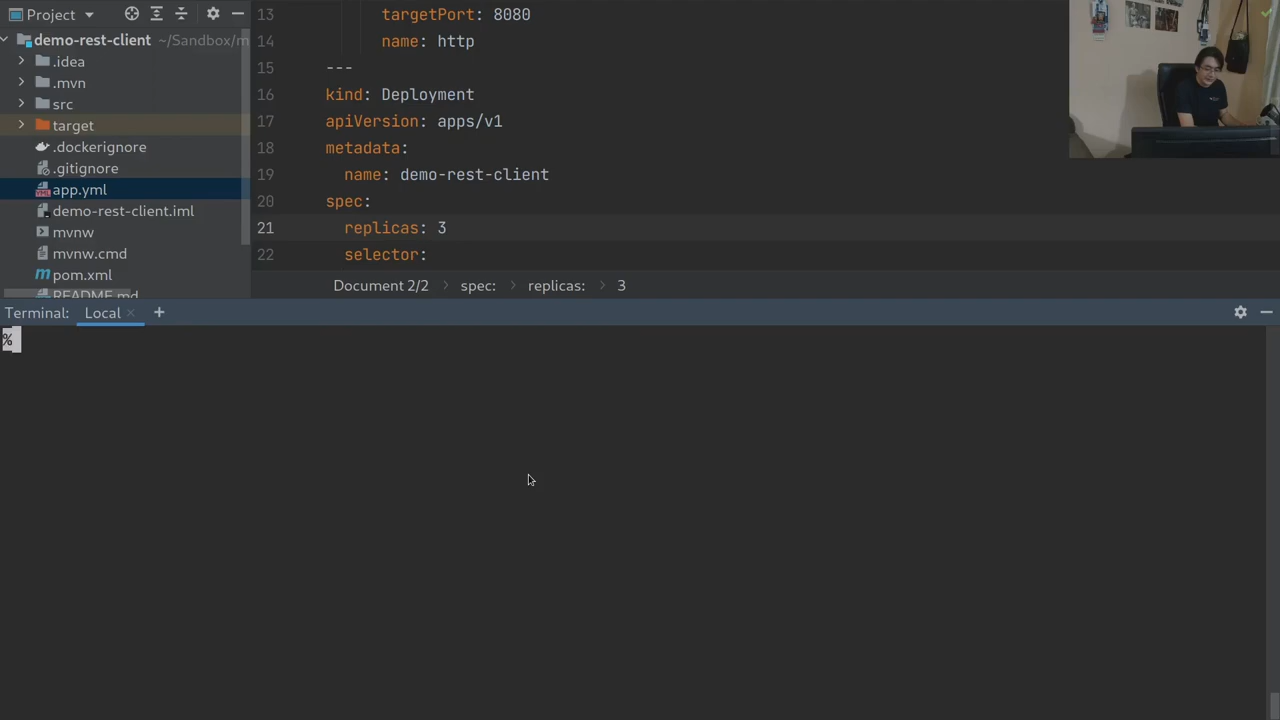 Project
demo-rest-client ~/Sandbox/m
.idea
.mvn
src
target
.dockerignore
.gitignore
app.yml
demo-rest-client.iml
mvnw
mvnw.cmd
pom.xml
README.md
13 targetPort: 8080
14 name: http
15 ---
16 kind: Deployment
17 apiVersion: apps/v1
18 metadata:
19 name: demo-rest-client
20 spec:
21 replicas: 3
22 selector:
Document 2/2 > spec: > replicas: > 3
Terminal: Local × +
%